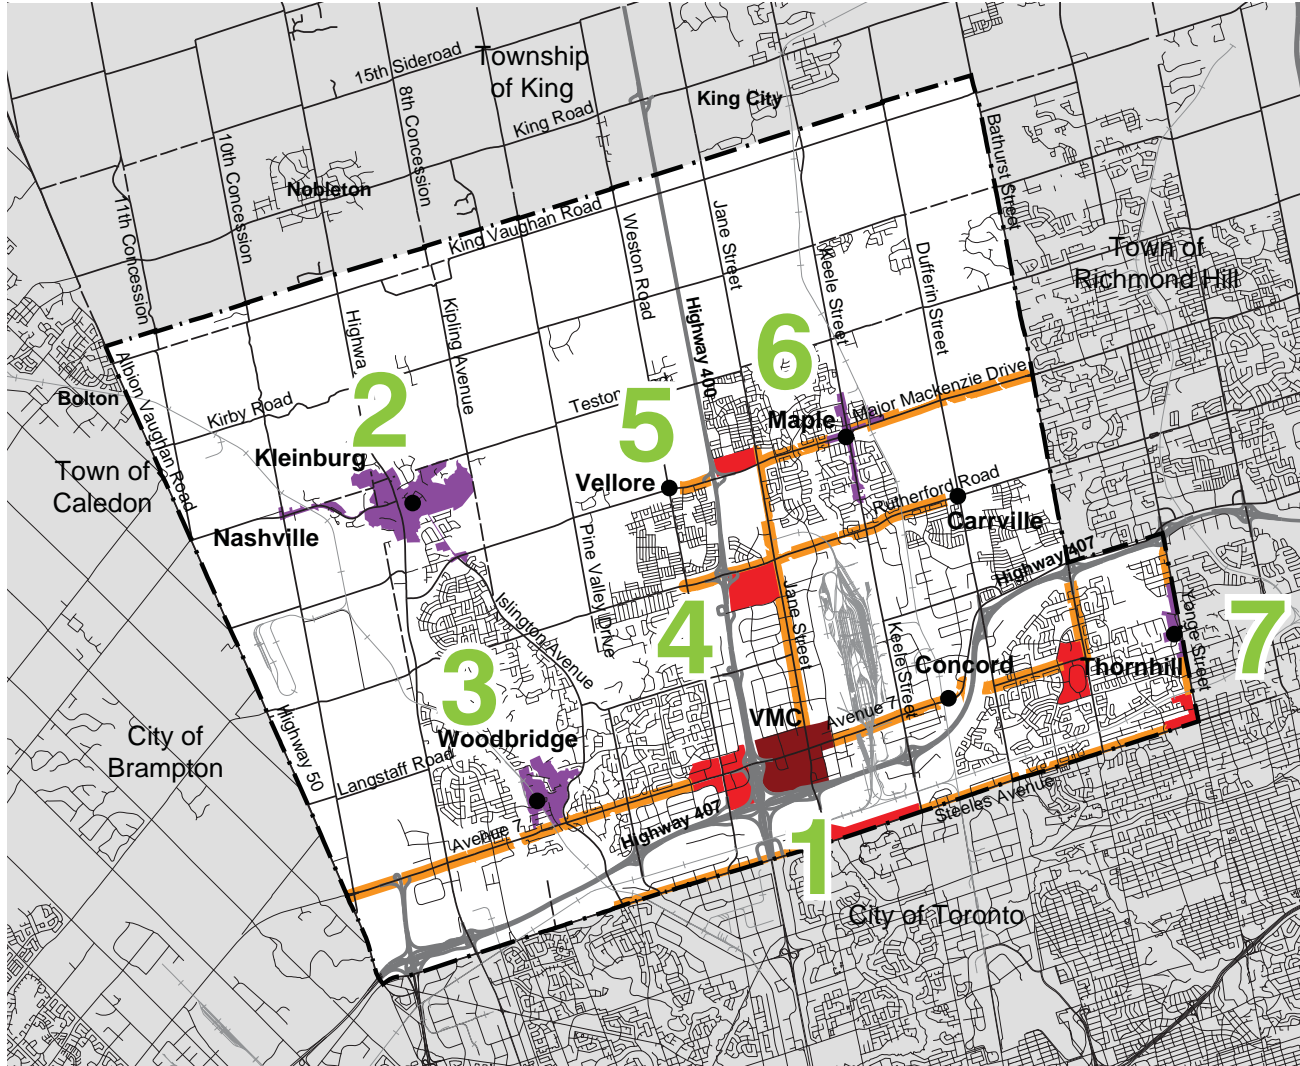 Township
of King
15th Sideroad
8th Concession
King Road
King City
10th Concession
Nobleton
11th Concession
Bathurst Street
King Vaughan Road
Weston Road
Jane Street
Keele Street
Dufferin Street
Town of
Richmond Hill
Highwa
Kipling Avenue
Highway 400
6
Albion Vaughan Road
Bolton
Kirby Road
2
Teston
5
Maple
Major Mackenzie Drive
Kleinburg
Vellore
Town of
Caledon
Nashville
Rutherford Road
Carrville
Pine Valley Drive
Highway 407
Islington Avenue
4
Jane Street
Keele Street
Yonge Street
7
3
Concord
Thornhill
Highway 50
Woodbridge
VMC
Avenue 7
City of
Brampton
Langstaff Road
Avenue 7
Highway 407
Steeles Avenue
1
City of Toronto